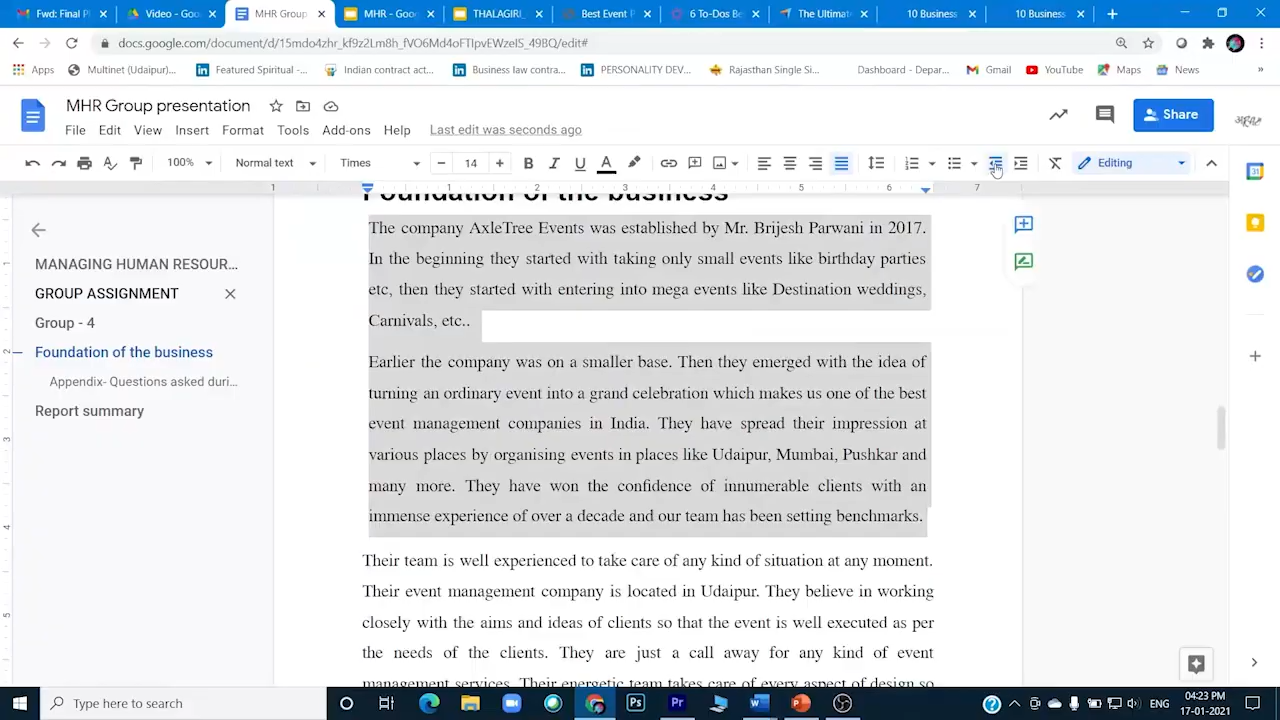 Fwd: Final Pl
Video - Goo
MHR Group
MHR - Goo
THALAGIRI_
Best Event P
6 To-Dos Be
The Ultimate
10 Business
10 Business
docs.google.com/document/d/15mdo4zhr_kf9z2Lm8h_fVO6Md4oFTIpvEWzeIS_49BQ/edit#
Apps
Multinet (Udaipur)...
Featured Spiritual -...
Indian contract act...
Business law contra...
PERSONALITY DEV...
Rajasthan Single Si...
Dashboard - Depar...
Gmail
YouTube
Maps
News
MHR Group presentation
File Edit View Insert Format Tools Add-ons Help Last edit was seconds ago
Share
100% Normal text Times 14 Editing
1 1 2 3 4 5 6 7
MANAGING HUMAN RESOUR...
GROUP ASSIGNMENT
Group - 4
Foundation of the business
Appendix- Questions asked duri...
Report summary
Foundation of the business
The company AxleTree Events was established by Mr. Brijesh Parwani in 2017.
In the beginning they started with taking only small events like birthday parties
etc, then they started with entering into mega events like Destination weddings,
Carnivals, etc..
Earlier the company was on a smaller base. Then they emerged with the idea of
turning an ordinary event into a grand celebration which makes us one of the best
event management companies in India. They have spread their impression at
various places by organising events in places like Udaipur, Mumbai, Pushkar and
many more. They have won the confidence of innumerable clients with an
immense experience of over a decade and our team has been setting benchmarks.
Their team is well experienced to take care of any kind of situation at any moment.
Their event management company is located in Udaipur. They believe in working
closely with the aims and ideas of clients so that the event is well executed as per
the needs of the clients. They are just a call away for any kind of event
management services. Their energetic team takes care of every aspect of design so
Type here to search
ENG
04:23 PM
17-01-2021